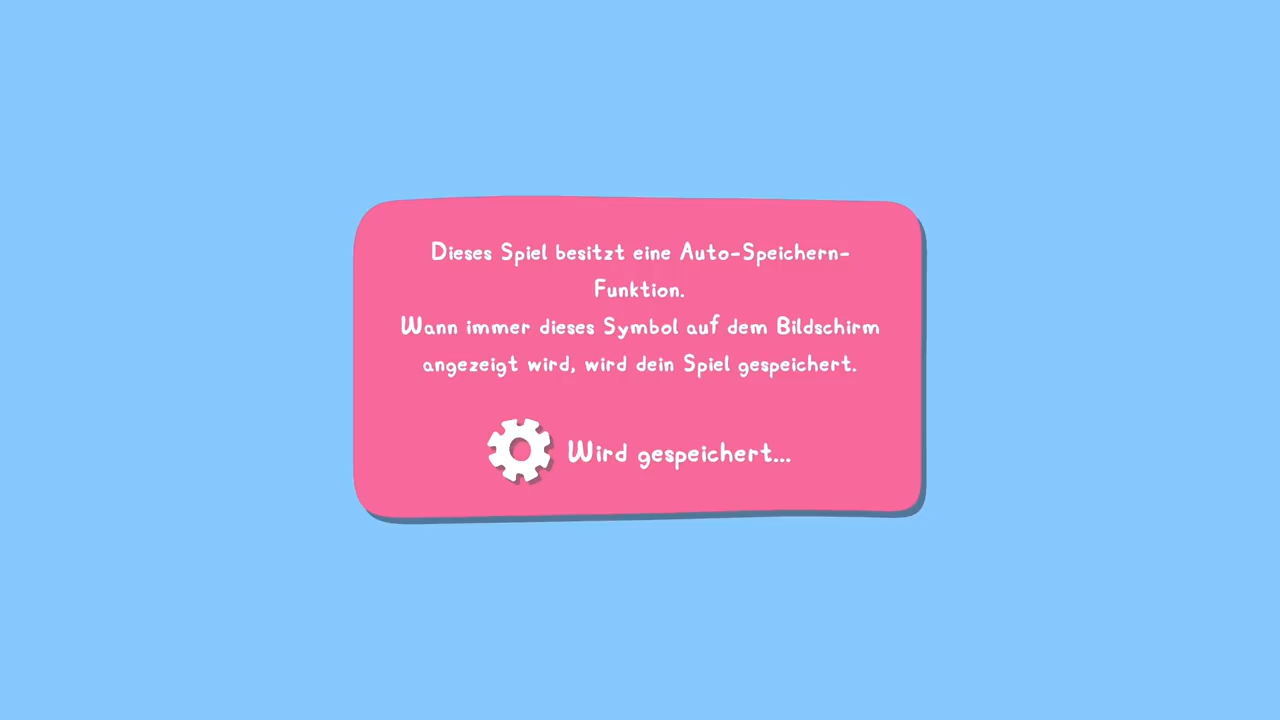 Dieses Spiel besitzt eine Auto-Speichern-
Funktion.
Wann immer dieses Symbol auf dem Bildschirm
angezeigt wird, wird dein Spiel gespeichert.
Wird gespeichert...